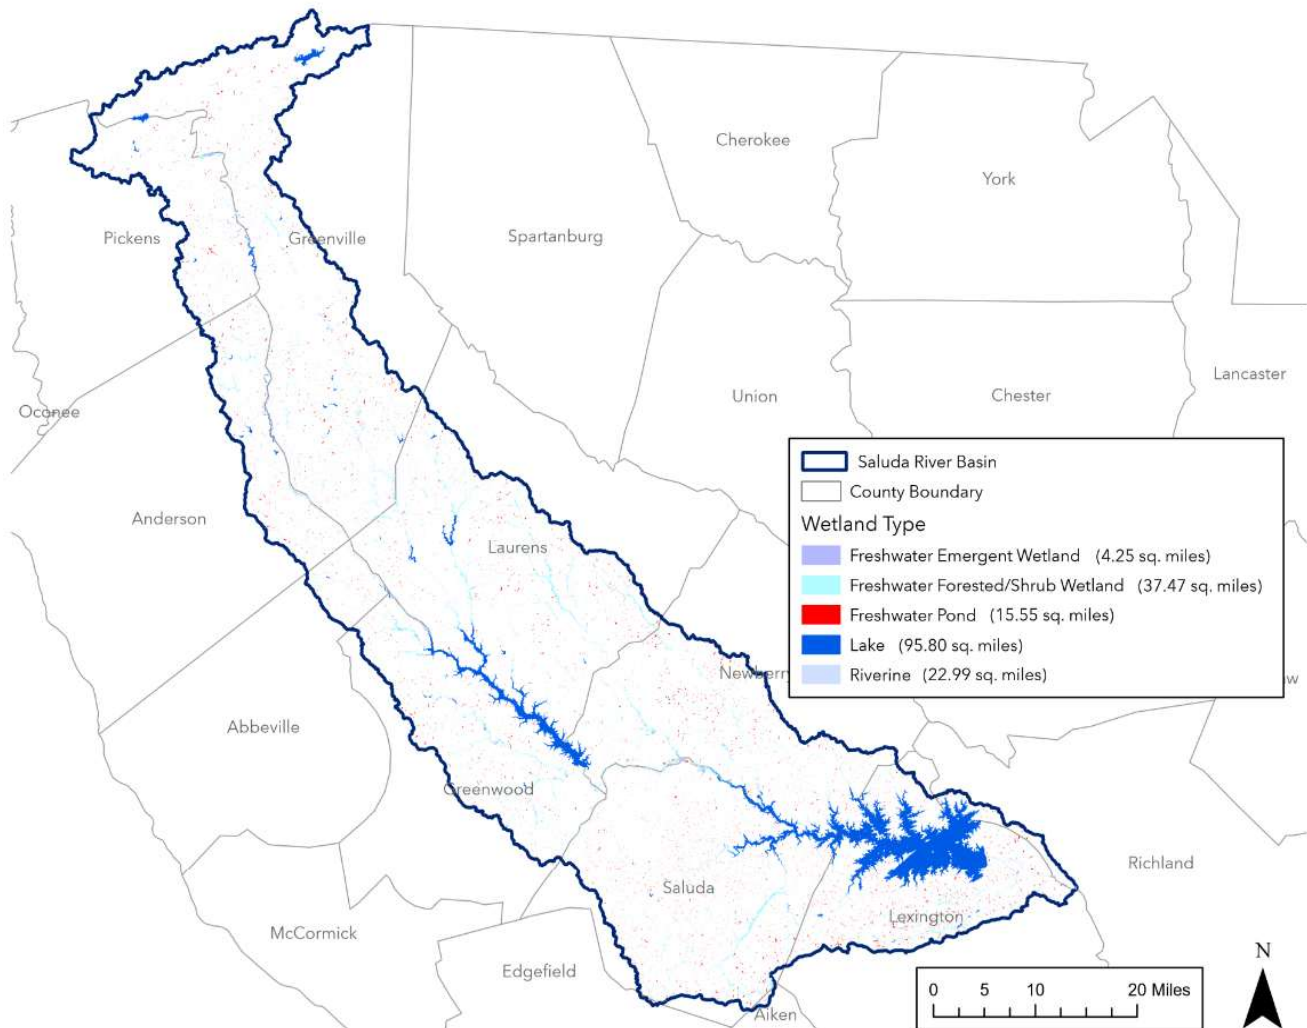 Cherokee
York
Pickens
Greenville
Spartanburg
Lancaster
Oconee
Union
Chester
Saluda River Basin
County Boundary
Wetland Type
Freshwater Emergent Wetland (4.25 sq. miles)
Freshwater Forested/Shrub Wetland (37.47 sq. miles)
Freshwater Pond (15.55 sq. miles)
Lake (95.80 sq. miles)
Riverine (22.99 sq. miles)
Anderson
Laurens
Newberry
w
Abbeville
Greenwood
Richland
Saluda
Lexington
McCormick
Edgefield
Aiken
N
0 5 10 20 Miles